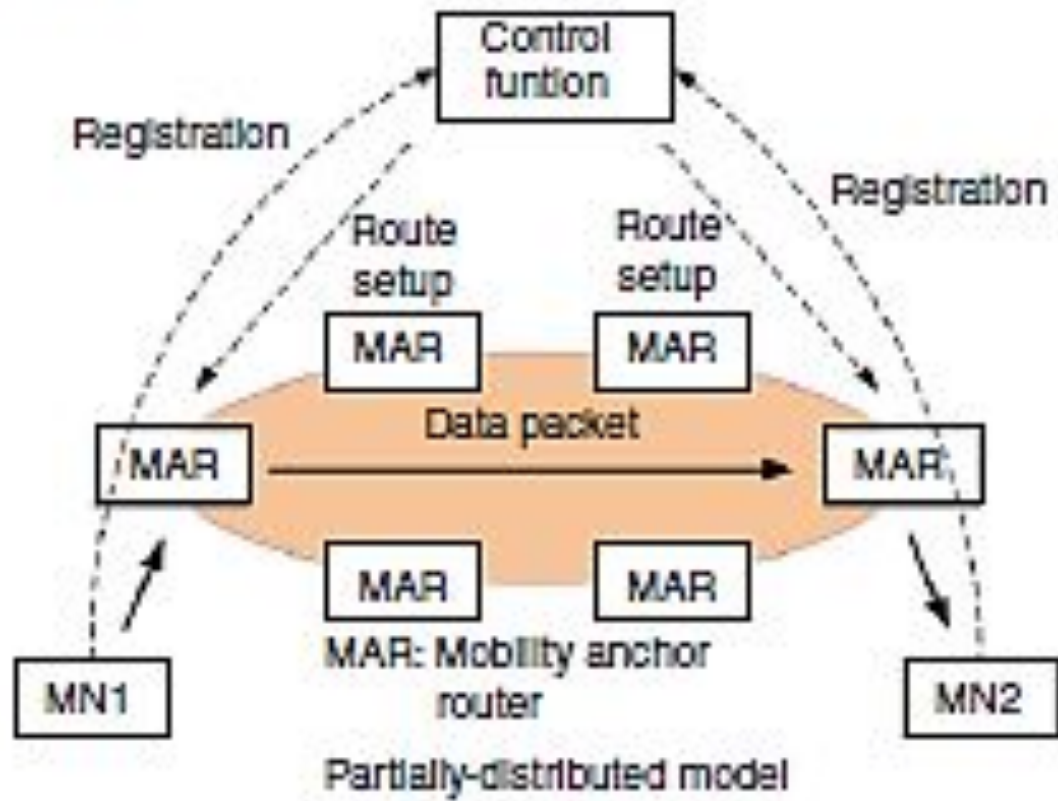 Control
funtion
Registration
Registration
Route
setup
Route
setup
MAR
MAR
Data packet
MAR
MAR
MAR
MAR
MAR: Mobility anchor
router
MN1
MN2
Partially-distributed model